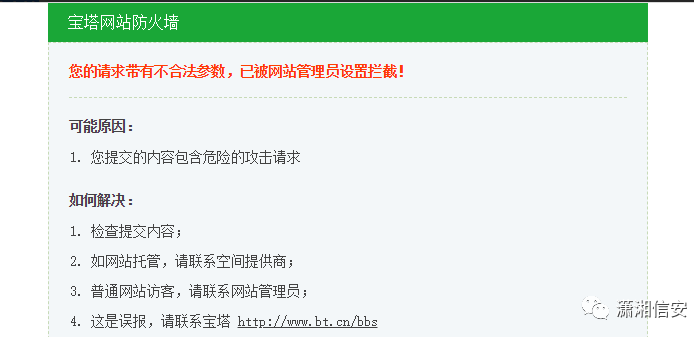 宝塔网站防火墙
您的请求带有不合法参数，已被网站管理员设置拦截！
可能原因：
1. 您提交的内容包含危险的攻击请求
如何解决：
1. 检查提交内容；
2. 如网站托管，请联系空间提供商；
3. 普通网站访客，请联系网站管理员；
4. 这是误报，请联系宝塔 http://www.bt.cn/bbs
潇湘信安